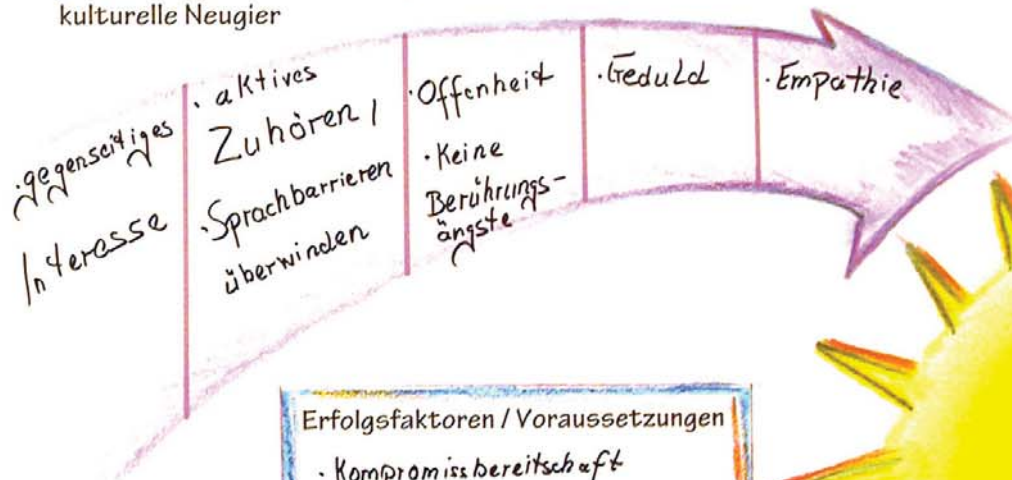 kulturelle Neugier
· gegenseitiges
Interesse
· aktives
Zuhören /
· Sprachbarrieren
überwinden
· Offenheit
· Keine
Berührungs-
ängste
· Geduld
· Empathie
Erfolgsfaktoren / Voraussetzungen
· Kompromissbereitschaft